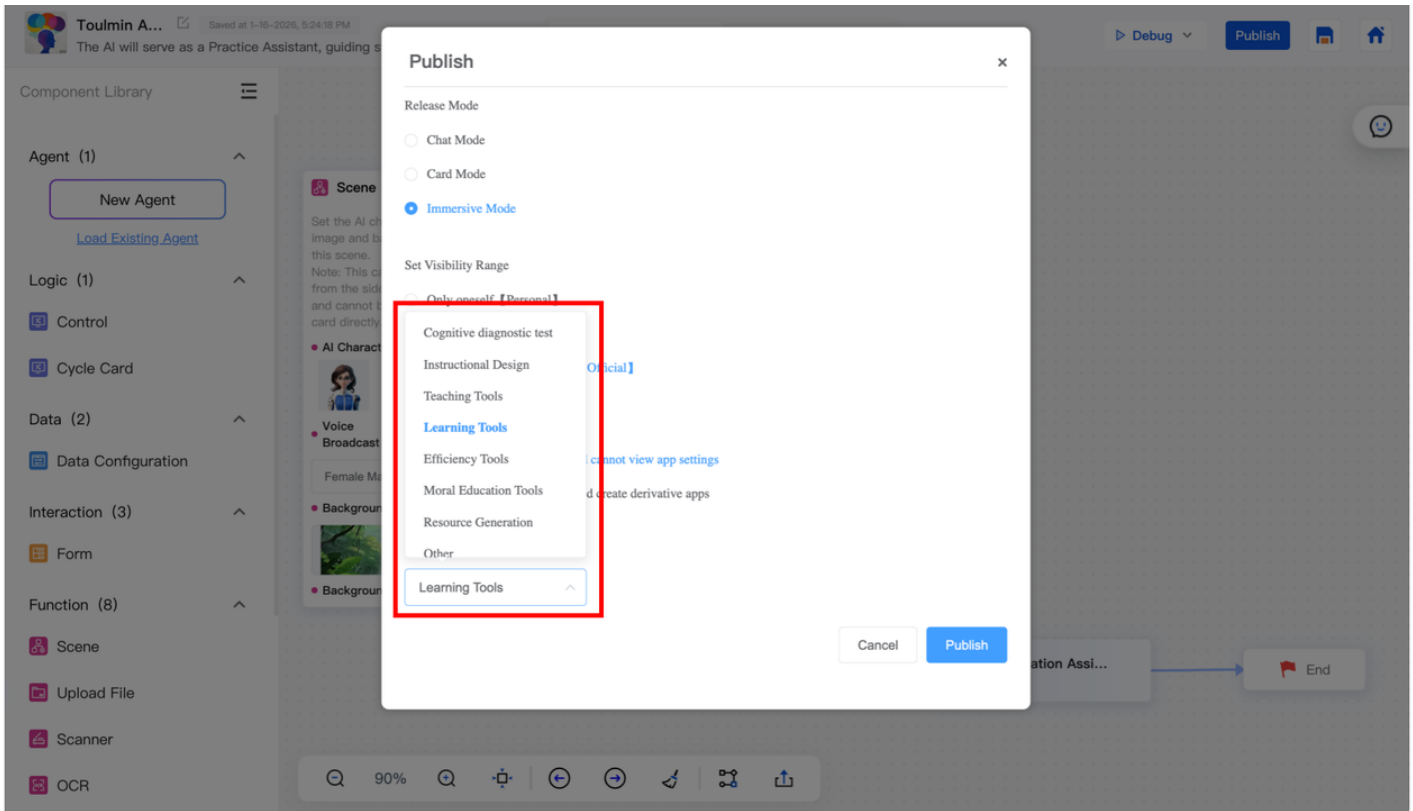 Toulmin A...
Saved at 1-16-2026, 5:24:18 PM
The AI will serve as a Practice Assistant, guiding s
Debug
Publish
Component Library
Agent (1)
New Agent
Load Existing Agent
Logic (1)
Control
Cycle Card
Data (2)
Data Configuration
Interaction (3)
Form
Function (8)
Scene
Upload File
Scanner
OCR
Scene
Set the AI ch
image and b
this scene.
Note: This ca
from the side
and cannot b
card directly
AI Charact
Voice
Broadcast
Female Ma
Backgroun
Backgroun
Publish
Release Mode
Chat Mode
Card Mode
Immersive Mode
Set Visibility Range
Only oneself【Personal】
Official】
cannot view app settings
d create derivative apps
Cognitive diagnostic test
Instructional Design
Teaching Tools
Learning Tools
Efficiency Tools
Moral Education Tools
Resource Generation
Other
Learning Tools
Cancel
Publish
ation Assi...
End
90%